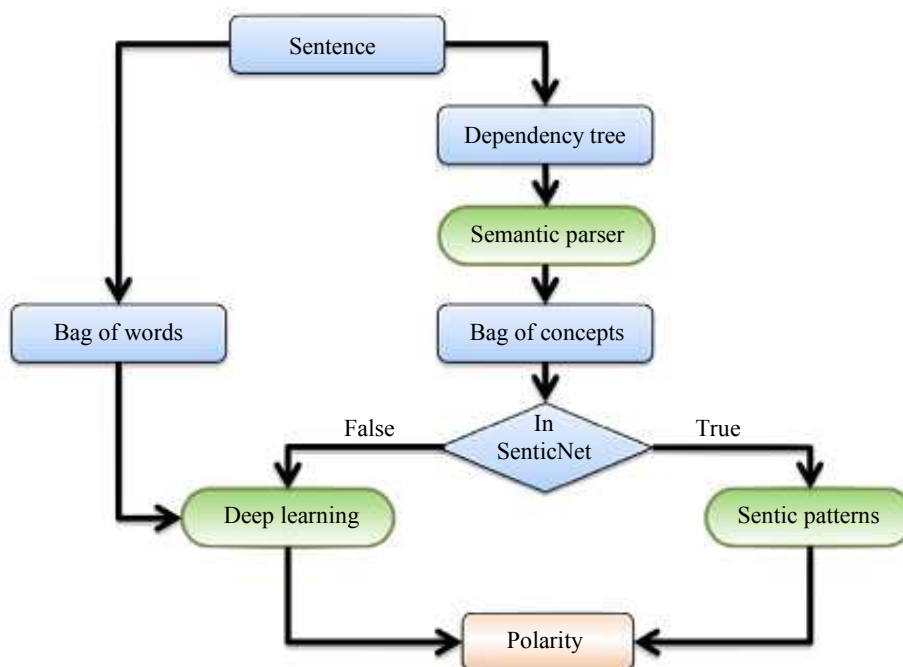 Sentence
Dependency tree
Semantic parser
Bag of words
Bag of concepts
In
SenticNet
False
True
Deep learning
Sentic patterns
Polarity